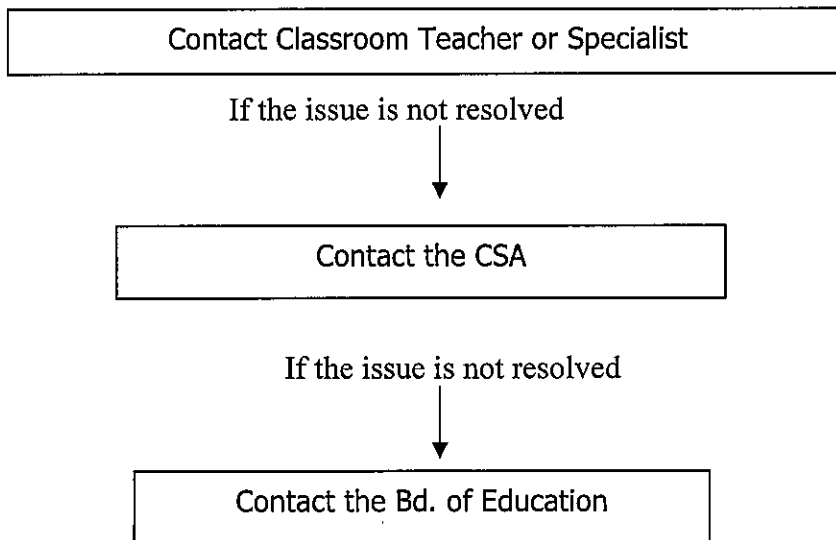 Contact Classroom Teacher or Specialist
If the issue is not resolved
Contact the CSA
If the issue is not resolved
Contact the Bd. of Education